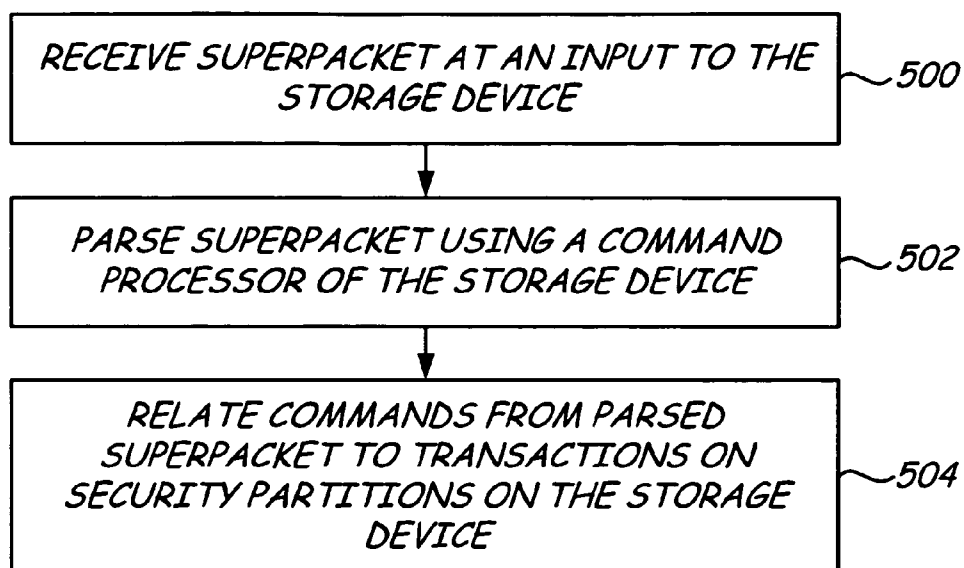 RECEIVE SUPERPACKET AT AN INPUT TO THE
STORAGE DEVICE
500
PARSE SUPERPACKET USING A COMMAND
PROCESSOR OF THE STORAGE DEVICE
502
RELATE COMMANDS FROM PARSED
SUPERPACKET TO TRANSACTIONS ON
SECURITY PARTITIONS ON THE STORAGE
DEVICE
504